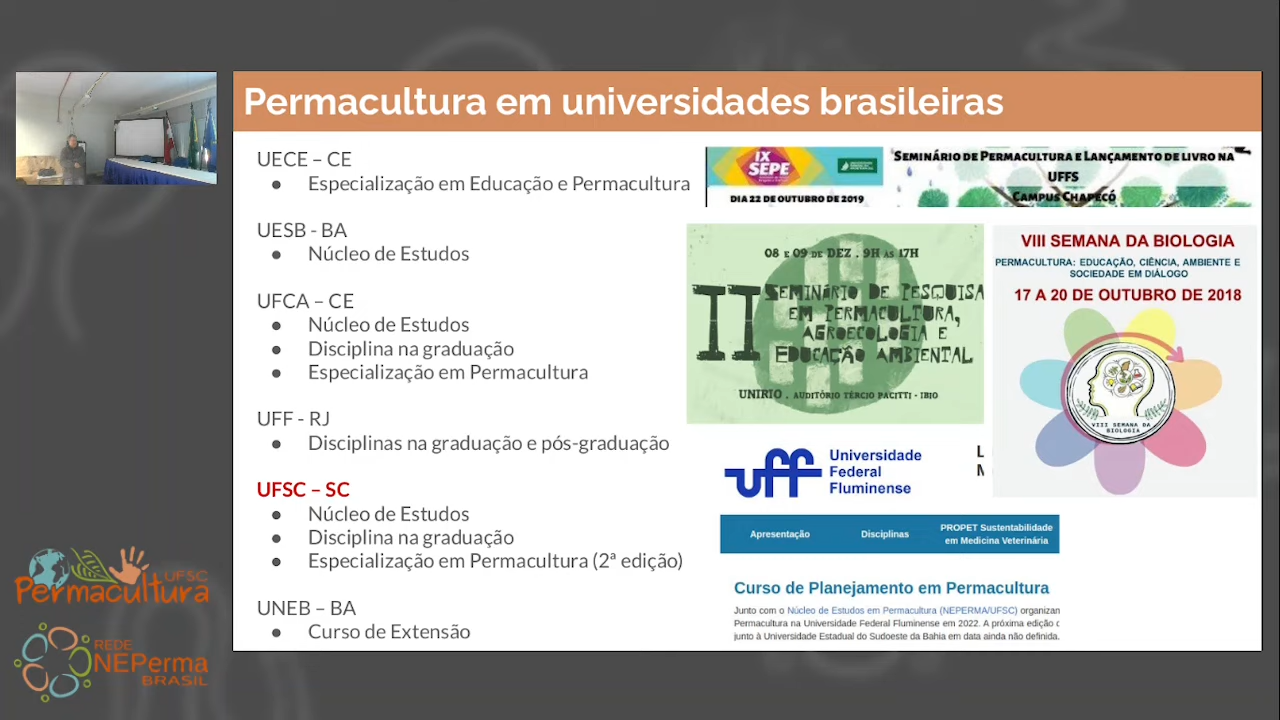 Permacultura em universidades brasileiras
UECE – CE
● Especialização em Educação e Permacultura
UESB - BA
● Núcleo de Estudos
UFCA – CE
● Núcleo de Estudos
● Disciplina na graduação
● Especialização em Permacultura
UFF - RJ
● Disciplinas na graduação e pós-graduação
UFSC – SC
● Núcleo de Estudos
● Disciplina na graduação
● Especialização em Permacultura (2ª edição)
UNEB – BA
● Curso de Extensão
IX
SEPE
DIA 22 DE OUTUBRO DE 2019
SEMINÁRIO DE PERMACULTURA E LANÇAMENTO DE LIVRO NA
UFFS
CAMPUS CHAPECÓ
08 E 09 DE DEZ . 9H ÀS 17H
II SEMINÁRIO DE PESQUISA
EM PERMACULTURA,
AGROECOLOGIA E
EDUCAÇÃO AMBIENTAL
UNIRIO . AUDITÓRIO TÉRCIO PACITTI - IBIO
VIII SEMANA DA BIOLOGIA
PERMACULTURA: EDUCAÇÃO, CIÊNCIA, AMBIENTE E
SOCIEDADE EM DIÁLOGO
17 A 20 DE OUTUBRO DE 2018
VIII SEMANA DA
BIOLOGIA
uff
Universidade
Federal
Fluminense
L
M
Apresentação
Disciplinas
PROPET Sustentabilidade
em Medicina Veterinária
Curso de Planejamento em Permacultura
Junto com o Núcleo de Estudos em Permacultura (NEPERMA/UFSC) organizan
Permacultura na Universidade Federal Fluminense em 2022. A próxima edição
junto à Universidade Estadual do Sudoeste da Bahia em data ainda não definida.
UFSC
Permacultura
REDE
NEPerma
BRASIL